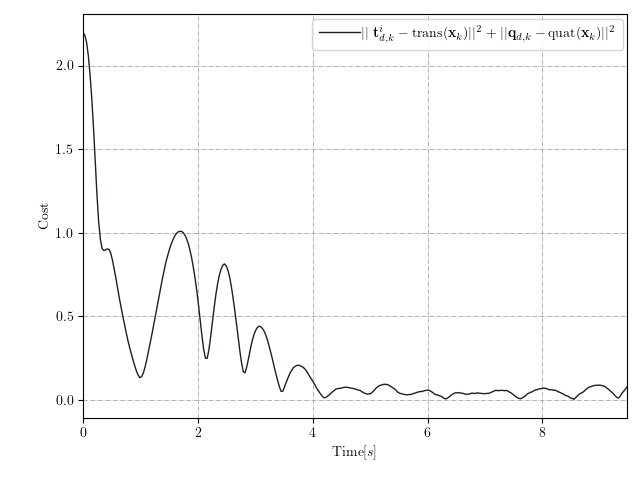 || t^i_{d,k} − trans(x_k)||² + ||q_{d,k} − quat(x_k)||²
2.0
1.5
1.0
0.5
0.0
Cost
0 2 4 6 8
Time[s]